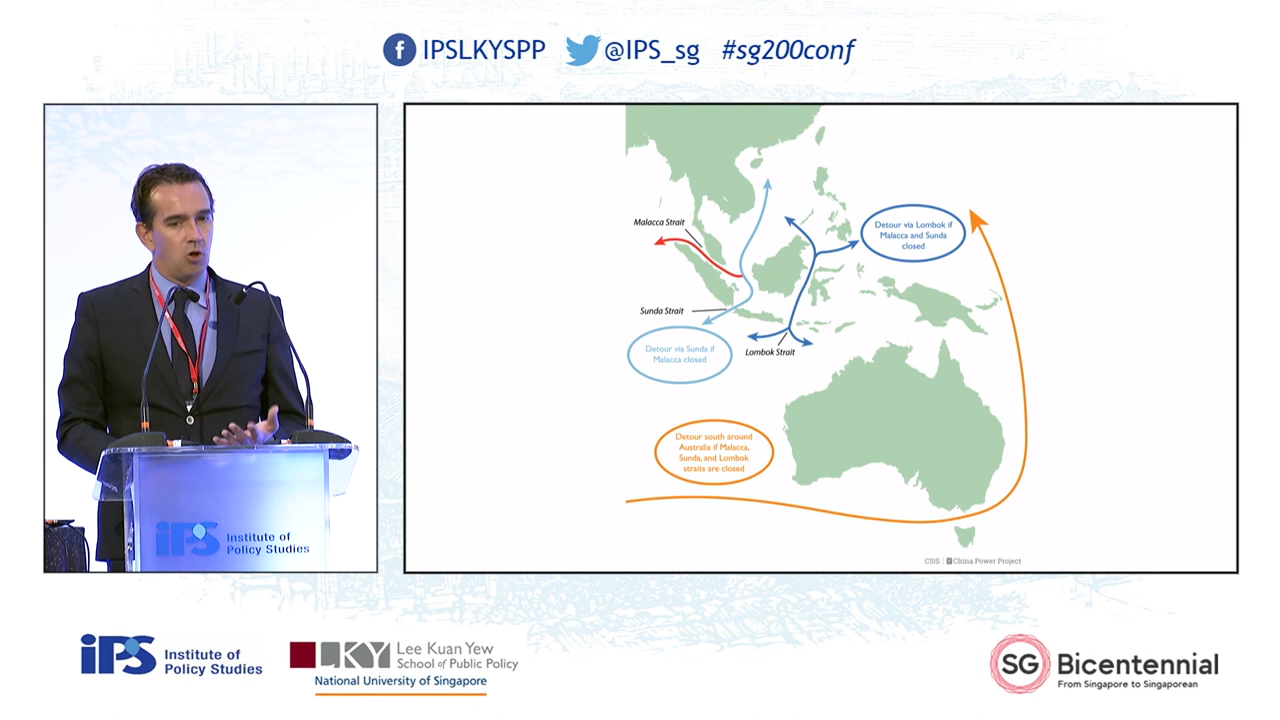 IPSLKYSPP @IPS_sg #sg200conf
Malacca Strait
Sunda Strait
Lombok Strait
Detour via Lombok if
Malacca and Sunda
closed
Detour via Sunda if
Malacca closed
Detour south around
Australia if Malacca,
Sunda, and Lombok
straits are closed
CSIS | China Power Project
iPS Institute of
Policy Studies
iPS Institute of
Policy Studies
LKY Lee Kuan Yew
School of Public Policy
National University of Singapore
SG Bicentennial
From Singapore to Singaporean